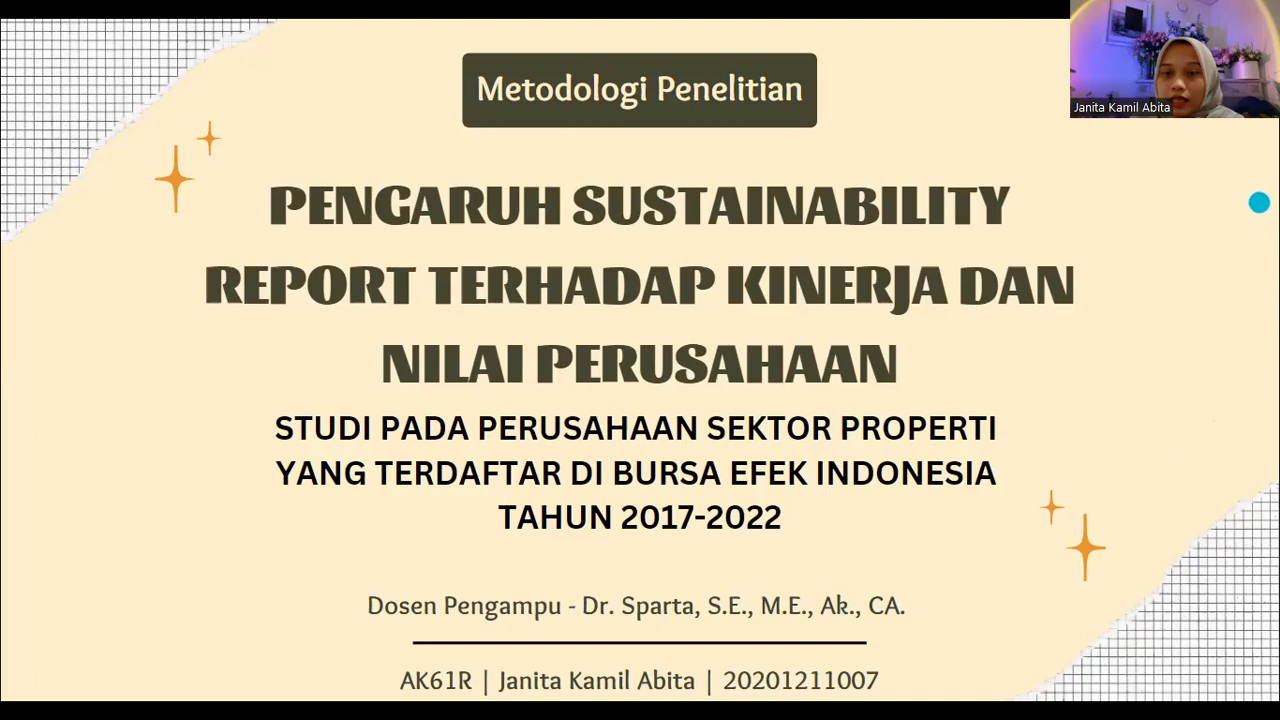 Metodologi Penelitian
Janita Kamil Abita
PENGARUH SUSTAINABILITY
REPORT TERHADAP KINERJA DAN
NILAI PERUSAHAAN
STUDI PADA PERUSAHAAN SEKTOR PROPERTI
YANG TERDAFTAR DI BURSA EFEK INDONESIA
TAHUN 2017-2022
Dosen Pengampu - Dr. Sparta, S.E., M.E., Ak., CA.
AK61R | Janita Kamil Abita | 20201211007